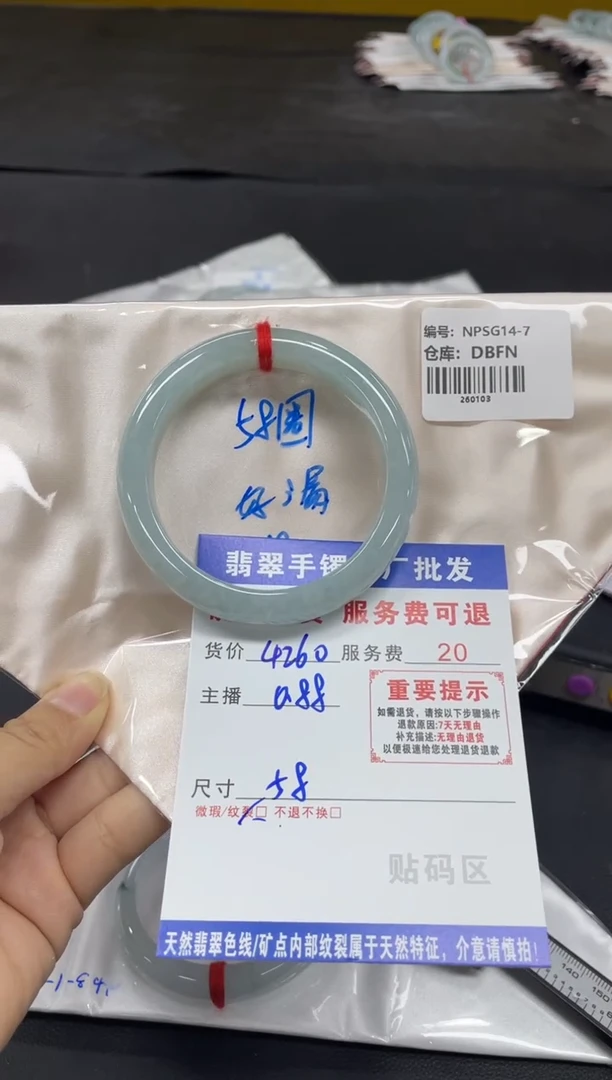 编号：NPSG14-7
仓库：DBFN
260103
58圈
翡翠手镯
厂批发
服务费可退
货价 4260 服务费 20
主播 a88
重要提示
如需退货，请按以下步骤操作
退款原因:7天无理由
补充描述:无理由退货
以便极速给您处理退货退款
尺寸 58
微瑕/纹裂□ 不退不换□
贴码区
天然翡翠色线/矿点内部纹裂属于天然特征，介意请慎拍！
140
150